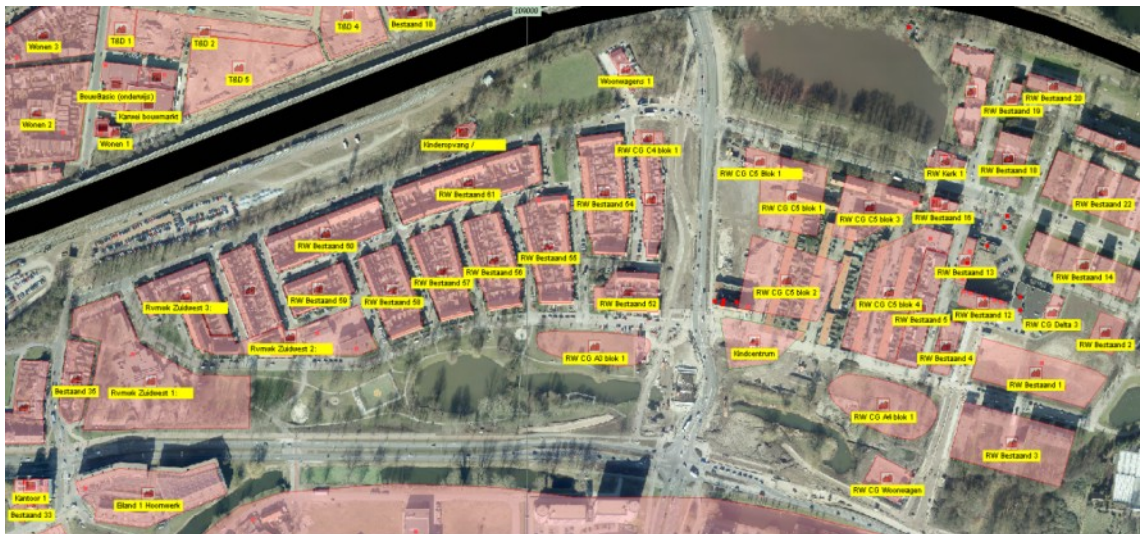 209000
T&D 4
Bestaand 18
Wonen 3
T&D 1
T&D 2
T&D 5
Woonwagens 1
BouwBasic (onderwijs)
Karwei bouwmarkt
Wonen 2
Wonen 1
Kinderopvang /
RW CG C4 blok 1
RW Bestaand 20
RW Bestaand 19
RW Kerk 1
RW Bestaand 18
RW CG C5 Blok 1
RW Bestaand 61
RW Bestaand 54
RW CG C5 blok 1
RW CG C5 blok 3
RW Bestaand 16
RW Bestaand 22
RW Bestaand 60
RW Bestaand 55
RW Bestaand 56
RW Bestaand 57
RW Bestaand 58
RW Bestaand 59
RW Bestaand 13
RW Bestaand 14
RW CG C5 blok 2
RW CG C5 blok 4
RW Bestaand 52
Rvmek Zuidwest 3:
RW Bestaand 5
RW Bestaand 12
RW CG Delta 3
RW Bestaand 2
Rvmek Zuidwest 2:
RW CG A3 blok 1
Kindcentrum
RW Bestaand 4
RW Bestaand 1
Bestaand 35
Rvmek Zuidwest 1:
RW CG A4 blok 1
RW Bestaand 3
Kantoor 1
Bestaand 33
Eiland 1 Hoornwerk
RW CG Woonwagen